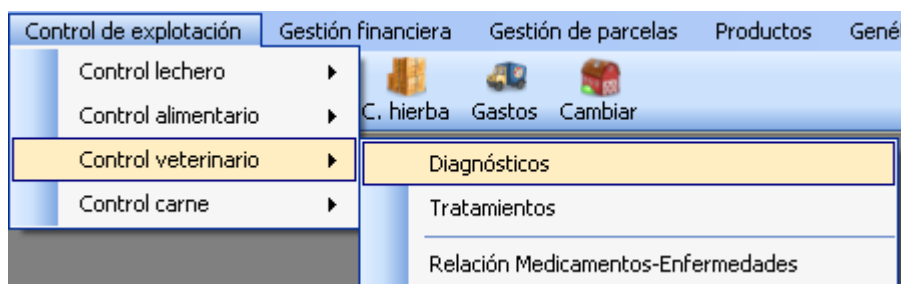 Control de explotación Gestión financiera Gestión de parcelas Productos
Control lechero
Control alimentario
Control veterinario
Control carne
C. hierba Gastos Cambiar
Diagnósticos
Tratamientos
Relación Medicamentos-Enfermedades